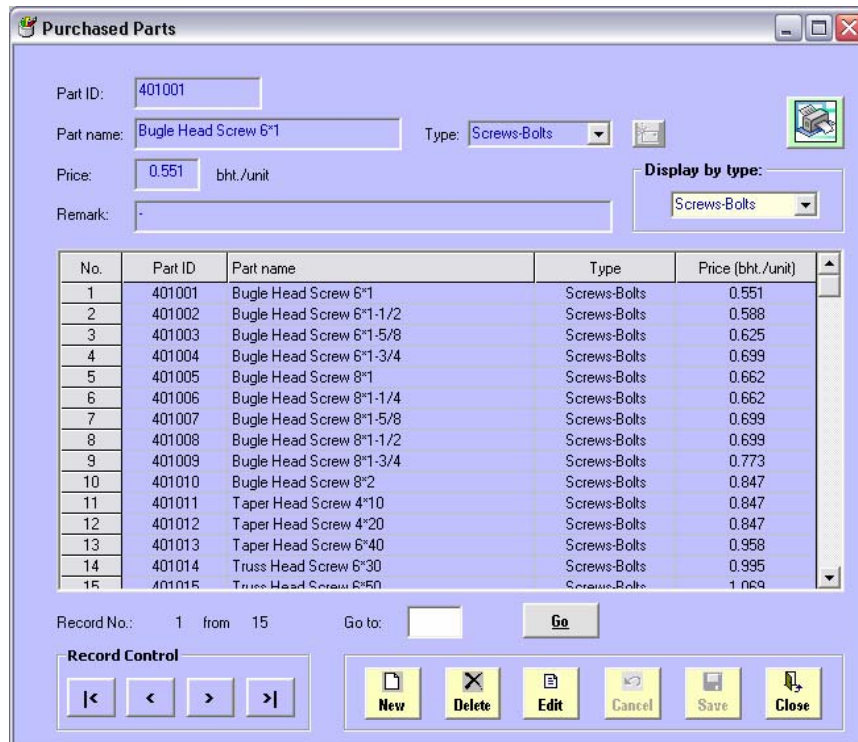 Purchased Parts
Part ID: 401001
Part name: Bugle Head Screw 6*1 Type: Screws-Bolts
Price: 0.551 bht./unit
Display by type:
Screws-Bolts
Remark: -
No. Part ID Part name Type Price (bht./unit)
1 401001 Bugle Head Screw 6*1 Screws-Bolts 0.551
2 401002 Bugle Head Screw 6*1-1/2 Screws-Bolts 0.588
3 401003 Bugle Head Screw 6*1-5/8 Screws-Bolts 0.625
4 401004 Bugle Head Screw 6*1-3/4 Screws-Bolts 0.699
5 401005 Bugle Head Screw 8*1 Screws-Bolts 0.662
6 401006 Bugle Head Screw 8*1-1/4 Screws-Bolts 0.662
7 401007 Bugle Head Screw 8*1-5/8 Screws-Bolts 0.699
8 401008 Bugle Head Screw 8*1-1/2 Screws-Bolts 0.699
9 401009 Bugle Head Screw 8*1-3/4 Screws-Bolts 0.773
10 401010 Bugle Head Screw 8*2 Screws-Bolts 0.847
11 401011 Taper Head Screw 4*10 Screws-Bolts 0.847
12 401012 Taper Head Screw 4*20 Screws-Bolts 0.847
13 401013 Taper Head Screw 6*40 Screws-Bolts 0.958
14 401014 Truss Head Screw 6*30 Screws-Bolts 0.995
15 401015 Truss Head Screw 6*50 Screws-Bolts 1.069
Record No.: 1 from 15 Go to: Go
Record Control
|< < > >| New Delete Edit Cancel Save Close